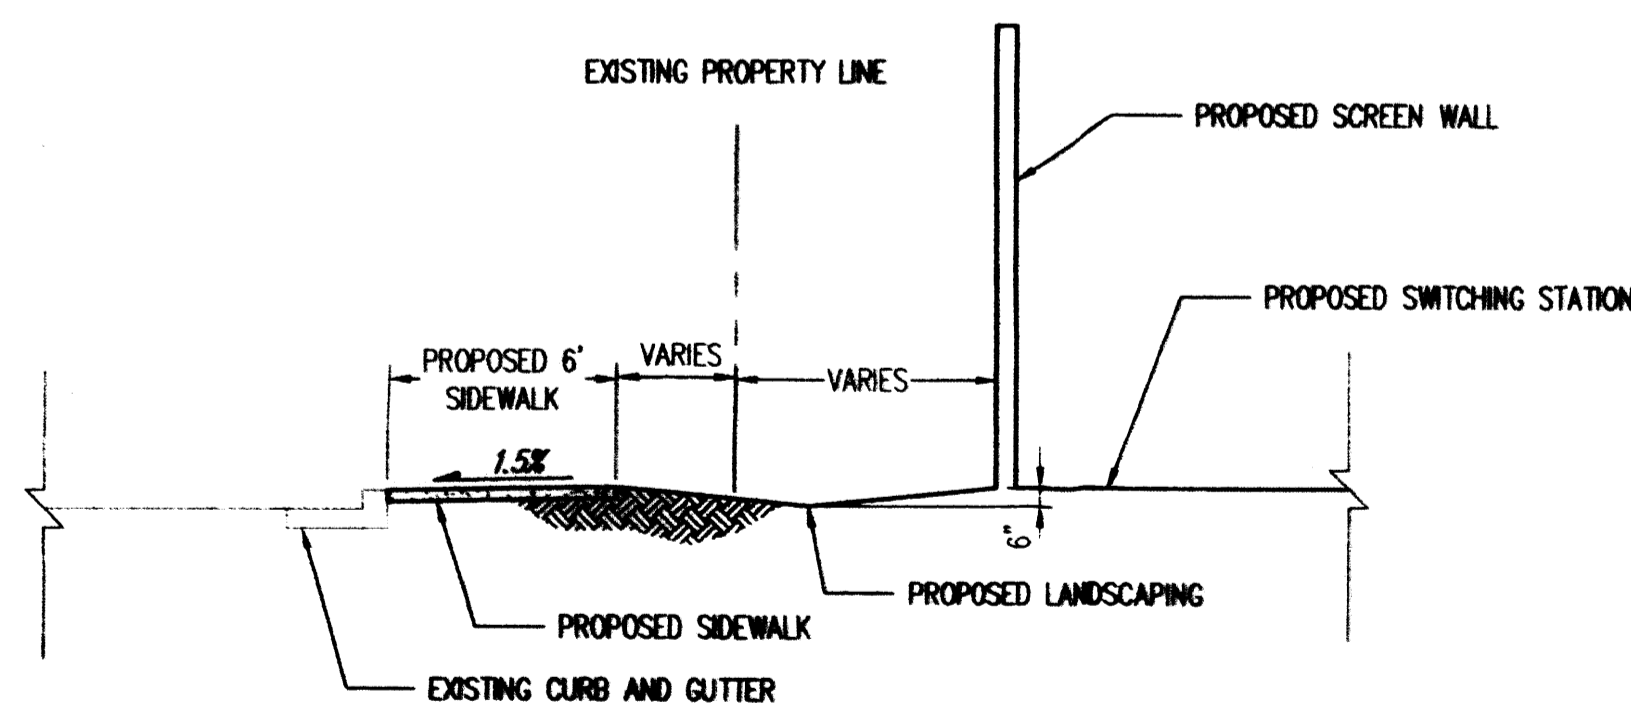 EXISTING PROPERTY LINE
PROPOSED SCREEN WALL
PROPOSED SWITCHING STATION
PROPOSED 6'
SIDEWALK
VARIES
VARIES
1.5%
6"
PROPOSED LANDSCAPING
PROPOSED SIDEWALK
EXISTING CURB AND GUTTER